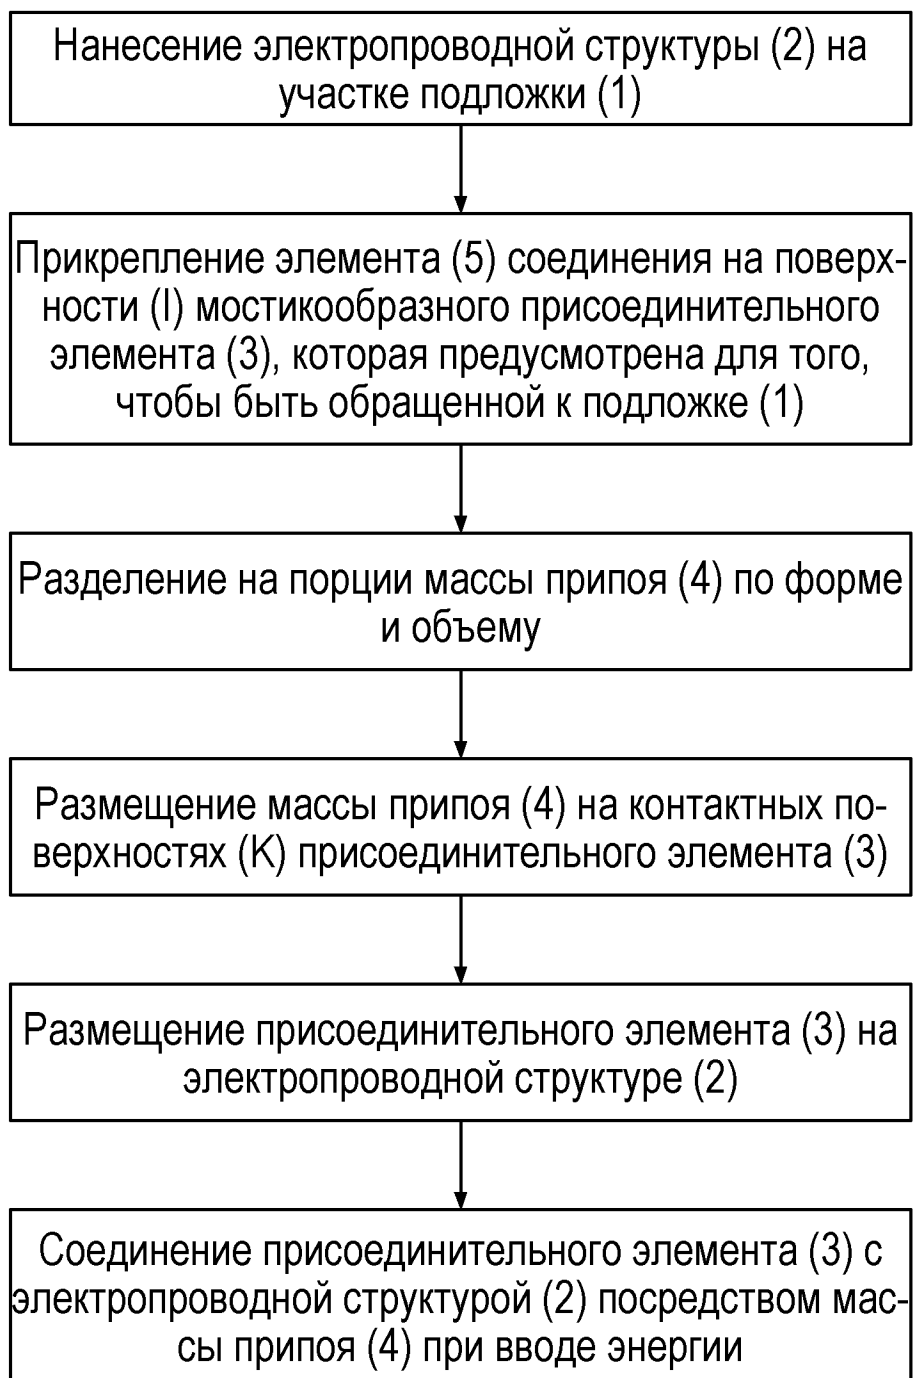 Нанесение электропроводной структуры (2) на
участке подложки (1)
Прикрепление элемента (5) соединения на поверх-
ности (I) мостикообразного присоединительного
элемента (3), которая предусмотрена для того,
чтобы быть обращенной к подложке (1)
Разделение на порции массы припоя (4) по форме
и объему
Размещение массы припоя (4) на контактных по-
верхностях (K) присоединительного элемента (3)
Размещение присоединительного элемента (3) на
электропроводной структуре (2)
Соединение присоединительного элемента (3) с
электропроводной структурой (2) посредством мас-
сы припоя (4) при вводе энергии